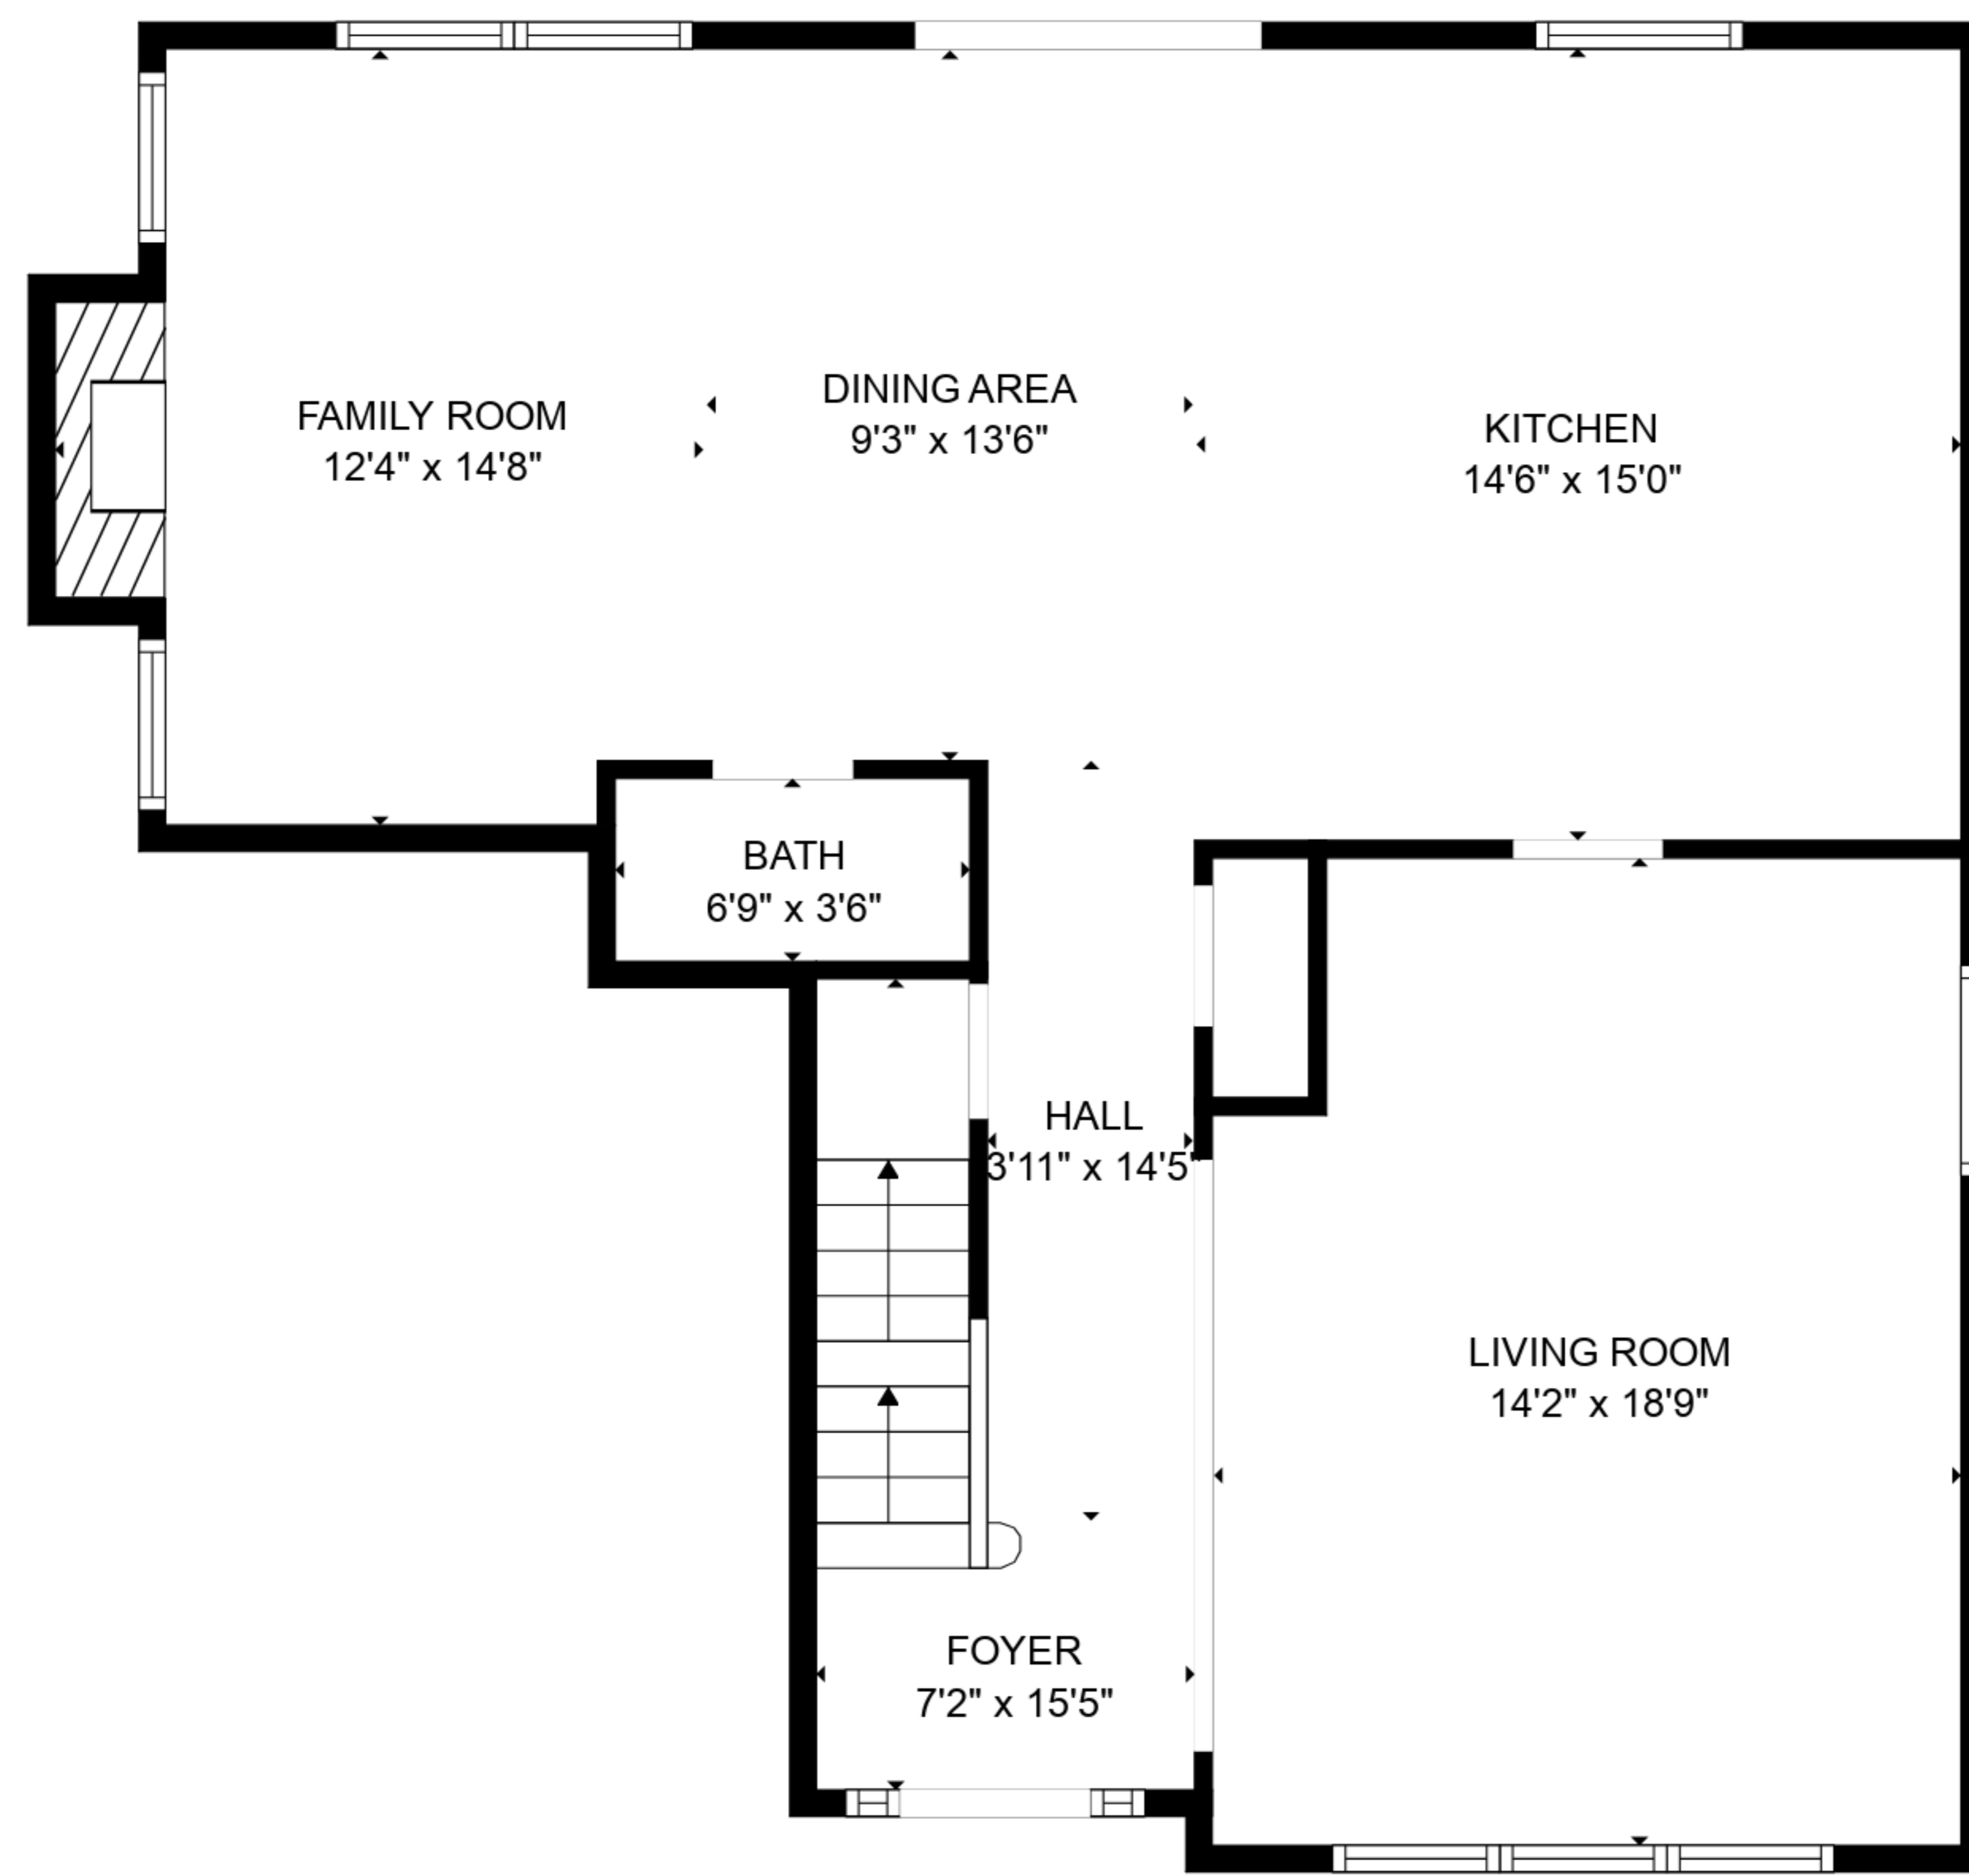 DINING AREA
9'3" x 13'6"
FAMILY ROOM
12'4" x 14'8"
KITCHEN
14'6" x 15'0"
BATH
6'9" x 3'6"
HALL
3'11" x 14'5"
LIVING ROOM
14'2" x 18'9"
FOYER
7'2" x 15'5"